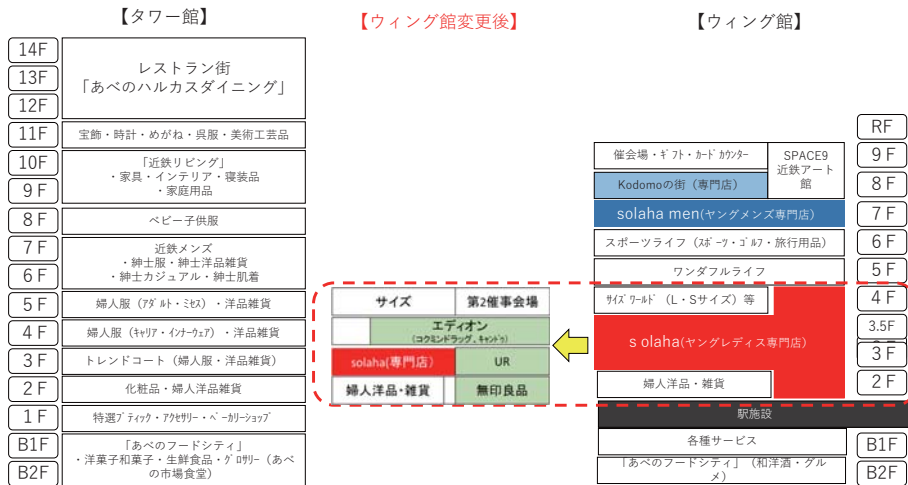 【タワー館】
14F
13F
12F
レストラン街
「あべのハルカスダイニング」
11F
宝飾・時計・めがね・呉服・美術工芸品
10F
9F
「近鉄リビング」
・家具・インテリア・寝装品
・家庭用品
8F
ベビー子供服
7F
6F
近鉄メンズ
・紳士服・紳士洋品雑貨
・紳士カジュアル・紳士肌着
5F
婦人服（ｱﾀﾞﾙﾄ・ﾐｾｽ）・洋品雑貨
4F
婦人服（ｷｬﾘｱ・ｲﾝﾅｰｳｪｱ）・洋品雑貨
3F
トレンドコート（婦人服・洋品雑貨）
2F
化粧品・婦人洋品雑貨
1F
特選ﾌﾞﾃｨｯｸ・ｱｸｾｻﾘｰ・ﾍﾞｰｶﾘｰｼｮｯﾌﾟ
B1F
B2F
「あべのフードシティ」
・洋菓子和菓子・生鮮食品・ｸﾞﾛｻﾘｰ（あべ
の市場食堂）
【ウィング館変更後】
サイズ
第2催事会場
エディオン
（コクミンドラッグ、ｷｬﾝﾄﾞｩ）
solaha(専門店)
UR
婦人洋品・雑貨
無印良品
【ウィング館】
RF
9F
催会場・ｷﾞﾌﾄ・ｶｰﾄﾞｶｳﾝﾀｰ
SPACE9
近鉄アート
館
8F
Kodomoの街（専門店）
7F
solaha men(ヤングメンズ専門店)
6F
スポーツライフ（ｽﾎﾟｰﾂ・ｺﾞﾙﾌ・旅行用品）
5F
ワンダフルライフ
4F
ｻｲｽﾞﾜｰﾙﾄﾞ（L・Sサイズ）等
3.5F
3F
s olaha(ヤングレディス専門店)
2F
婦人洋品・雑貨
駅施設
B1F
各種サービス
B2F
「あべのフードシティ」（和洋酒・グル
メ）